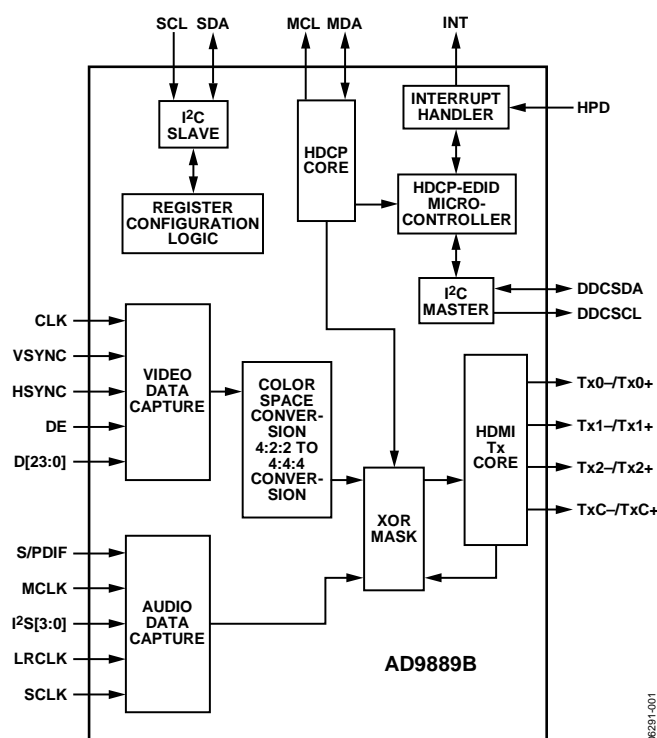 SCL SDA MCL MDA INT
HPD
I²C
SLAVE
HDCP
CORE
INTERRUPT
HANDLER
REGISTER
CONFIGURATION
LOGIC
HDCP-EDID
MICRO-
CONTROLLER
I²C
MASTER
DDCSDA
DDCSCL
CLK
VSYNC
HSYNC
DE
D[23:0]
VIDEO
DATA
CAPTURE
COLOR
SPACE
CONVER-
SION
4:2:2 TO
4:4:4
CONVER-
SION
XOR
MASK
HDMI
Tx
CORE
Tx0–/Tx0+
Tx1–/Tx1+
Tx2–/Tx2+
TxC–/TxC+
S/PDIF
MCLK
I²S[3:0]
LRCLK
SCLK
AUDIO
DATA
CAPTURE
AD9889B
06291-001